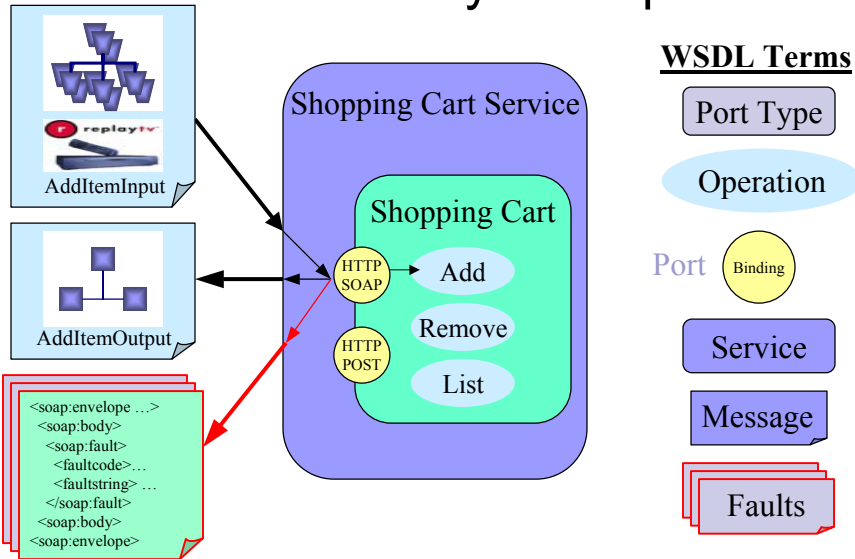 WSDL Terms
replaytv
AddItemInput
AddItemOutput
<soap:envelope …>
<soap:body>
<soap:fault>
<faultcode>…
<faultstring> …
</soap:fault>
<soap:body>
<soap:envelope>
Shopping Cart Service
Shopping Cart
HTTP
SOAP
Add
Remove
HTTP
POST
List
Port Type
Operation
Port
Binding
Service
Message
Faults